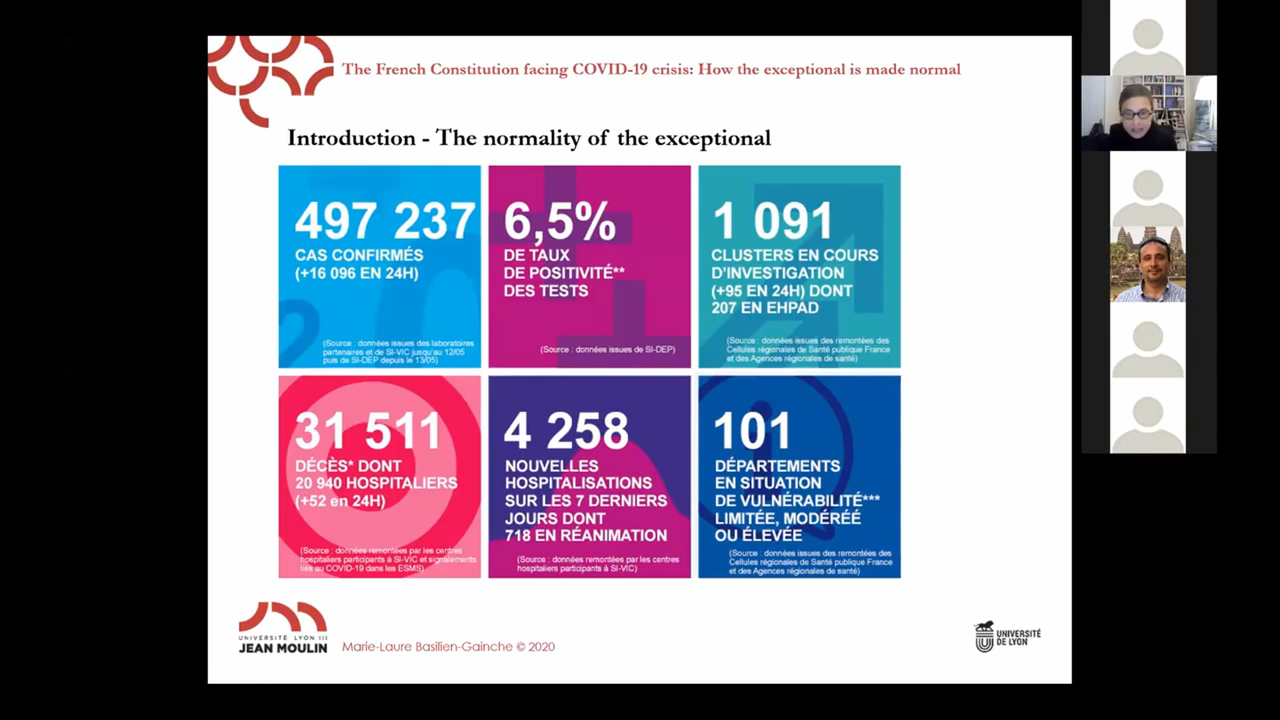 The French Constitution facing COVID-19 crisis: How the exceptional is made normal
Introduction - The normality of the exceptional
497 237
CAS CONFIRMÉS
(+16 096 EN 24H)
(Source : données issues des laboratoires
partenaires et de SI-VIC jusqu'au 12/05
puis de SI-DEP depuis le 13/05)
6,5%
DE TAUX
DE POSITIVITÉ**
DES TESTS
(Source : données issues de SI-DEP)
1 091
CLUSTERS EN COURS
D'INVESTIGATION
(+95 EN 24H) DONT
207 EN EHPAD
(Source : données issues des remontées des
Cellules régionales de Santé publique France
et des Agences régionales de santé)
31 511
DÉCÈS* DONT
20 940 HOSPITALIERS
(+52 en 24H)
(Source : données remontées par les centres
hospitaliers participants à SI-VIC et signalements
liés au COVID-19 dans les ESMS)
4 258
NOUVELLES
HOSPITALISATIONS
SUR LES 7 DERNIERS
JOURS DONT
718 EN RÉANIMATION
(Source : données remontées par les centres
hospitaliers participants à SI-VIC)
101
DÉPARTEMENTS
EN SITUATION
DE VULNÉRABILITÉ***
LIMITÉE, MODÉRÉÉ
OU ÉLEVÉE
(Source : données issues des remontées des
Cellules régionales de Santé publique France
et des Agences régionales de santé)
UNIVERSITÉ LYON III
JEAN MOULIN
Marie-Laure Basilien-Gainche © 2020
UNIVERSITÉ
DE LYON